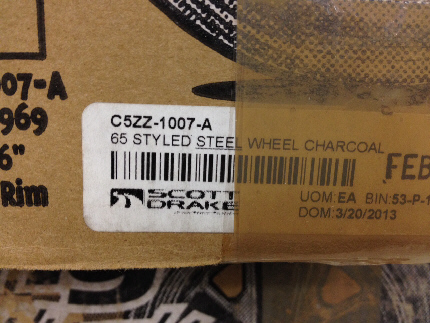 007-A
969
6"
Rim
C5ZZ-1007-A
65 STYLED STEEL WHEEL CHARCOAL
FEB
SCOTT
DRAKE
UOM:EA BIN:53-P-1
DOM:3/20/2013